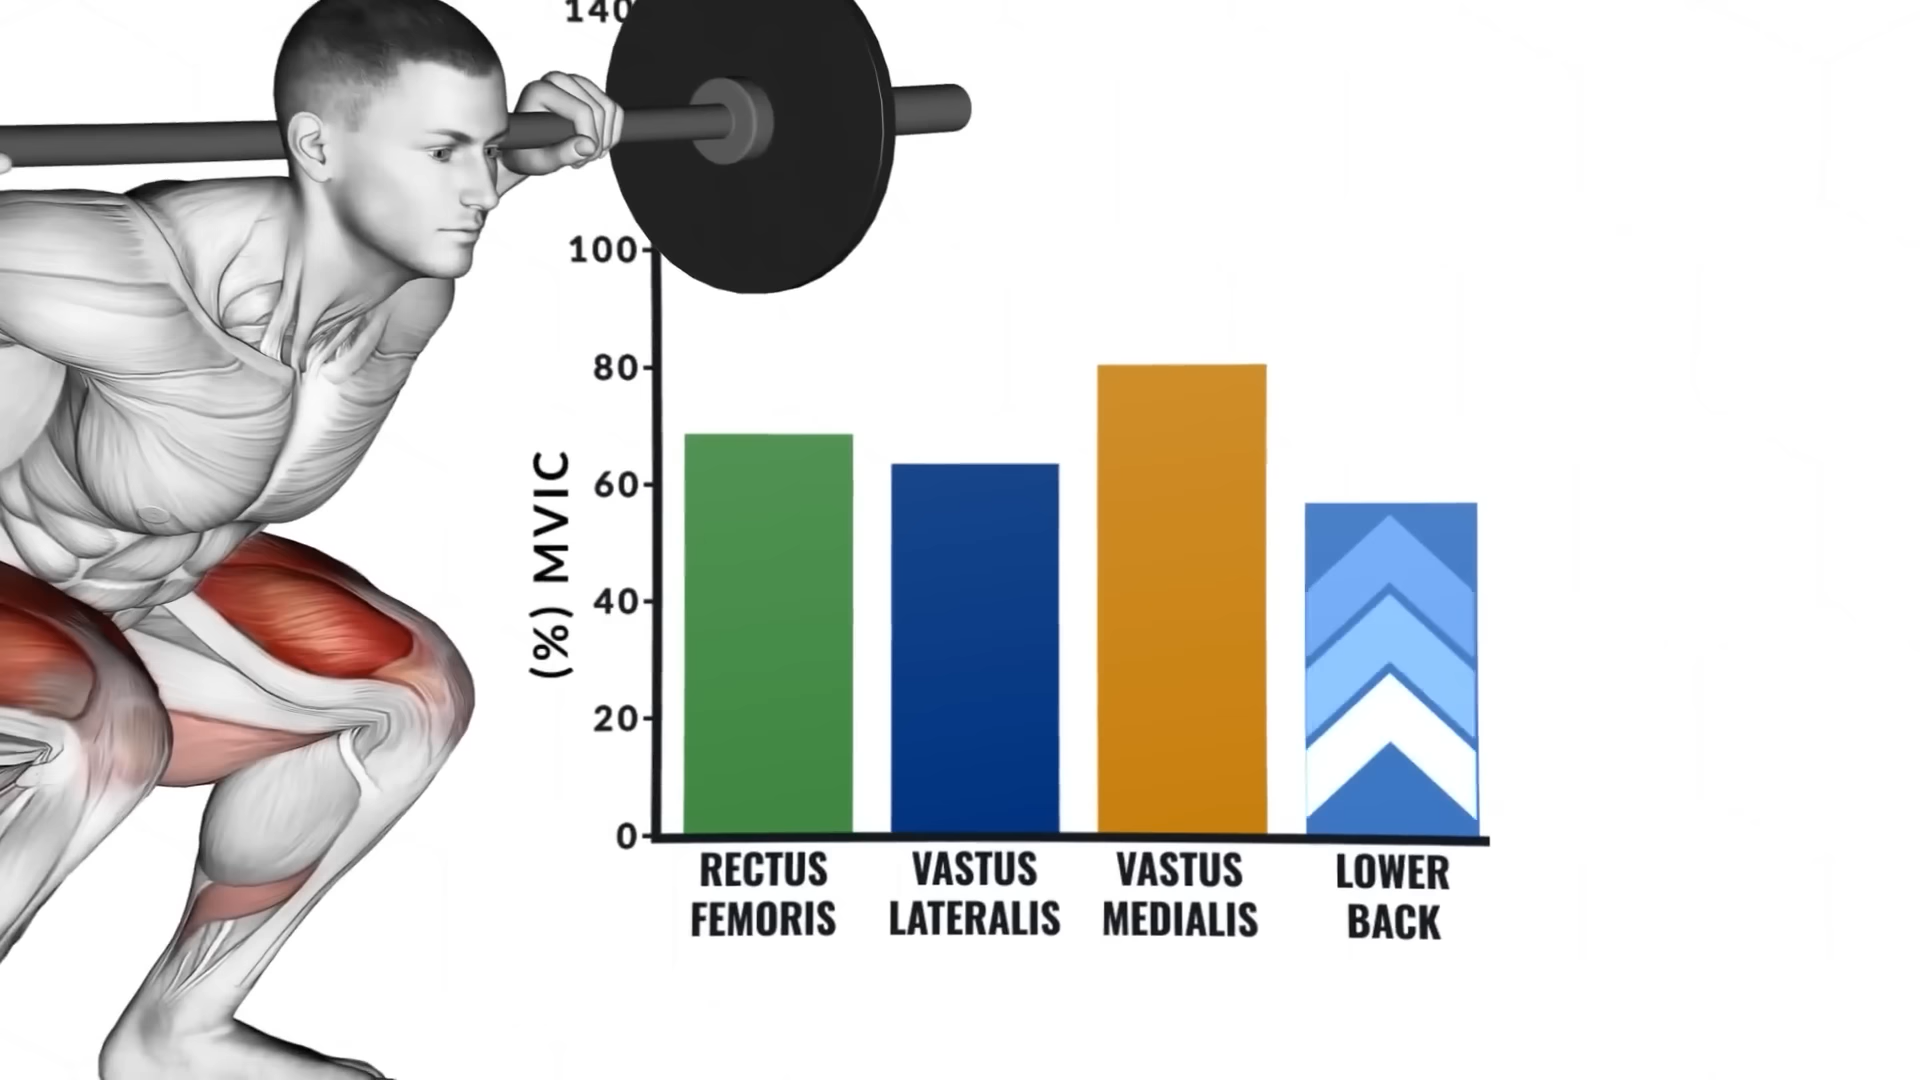 140
100
80
60
40
20
0
(%) MVIC
RECTUS
FEMORIS
VASTUS
LATERALIS
VASTUS
MEDIALIS
LOWER
BACK